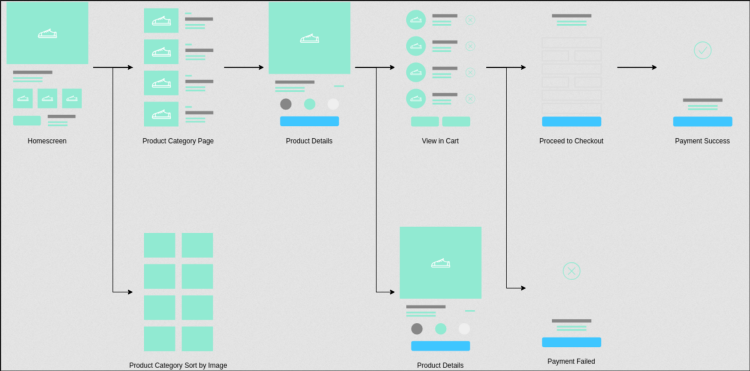 Homescreen
Product Category Page
Product Details
View in Cart
Proceed to Checkout
Payment Success
Product Category Sort by Image
Product Details
Payment Failed